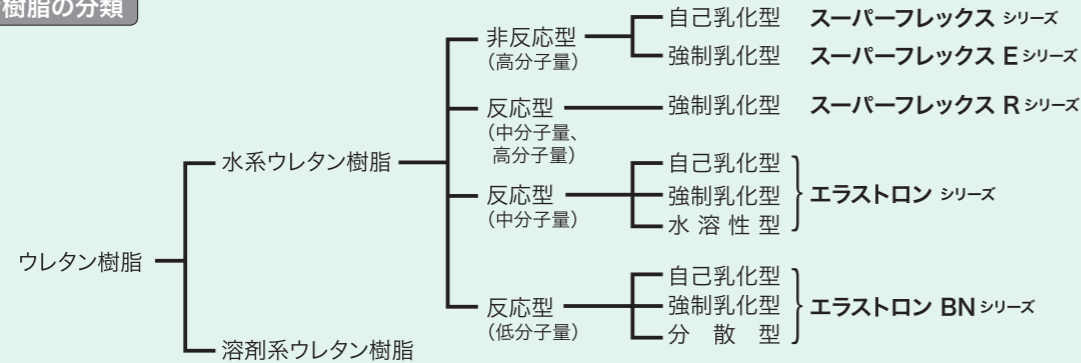 樹脂の分類
ウレタン樹脂
水系ウレタン樹脂
非反応型
（高分子量）
自己乳化型 スーパーフレックス シリーズ
強制乳化型 スーパーフレックス E シリーズ
反応型
（中分子量、
高分子量）
強制乳化型 スーパーフレックス R シリーズ
反応型
（中分子量）
自己乳化型
強制乳化型
水溶性型
エラストロン シリーズ
反応型
（低分子量）
自己乳化型
強制乳化型
分散型
エラストロン BN シリーズ
溶剤系ウレタン樹脂